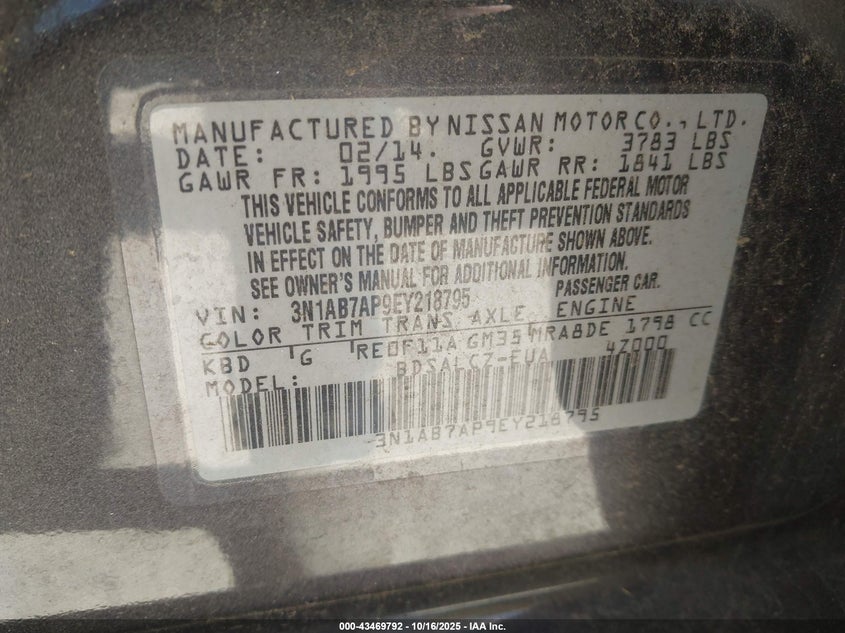 MANUFACTURED BY NISSAN MOTOR CO., LTD.
DATE: 02/14. GVWR: 3783 LBS
GAWR FR: 1995 LBS GAWR RR: 1841 LBS
THIS VEHICLE CONFORMS TO ALL APPLICABLE FEDERAL MOTOR
VEHICLE SAFETY, BUMPER AND THEFT PREVENTION STANDARDS
IN EFFECT ON THE DATE OF MANUFACTURE SHOWN ABOVE.
SEE OWNER'S MANUAL FOR ADDITIONAL INFORMATION.
VIN: 3N1AB7AP9EY218795 PASSENGER CAR.
COLOR TRIM TRANS AXLE ENGINE
KBD G RE0F11A GM35 MRA8DE 1798 CC
MODEL: BDSALCZ-EUA 4Z000
3N1AB7AP9EY218795
000-43469792 - 10/16/2025 - IAA Inc.